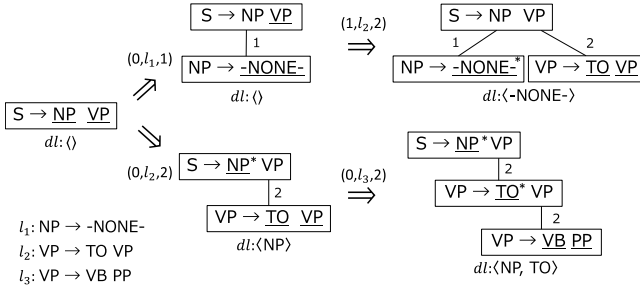 S → NP VP
(0,l₁,1)
1
NP → -NONE-
dl:⟨⟩
⇒
(1,l₂,2)
⇒
S → NP VP
1
2
NP → -NONE-*
VP → TO VP
dl:⟨-NONE-⟩
S → NP VP
dl:⟨⟩
⇒
(0,l₂,2)
S → NP* VP
2
VP → TO VP
dl:⟨NP⟩
(0,l₃,2)
⇒
S → NP* VP
2
VP → TO* VP
2
VP → VB PP
dl:⟨NP, TO⟩
l₁: NP → -NONE-
l₂: VP → TO VP
l₃: VP → VB PP